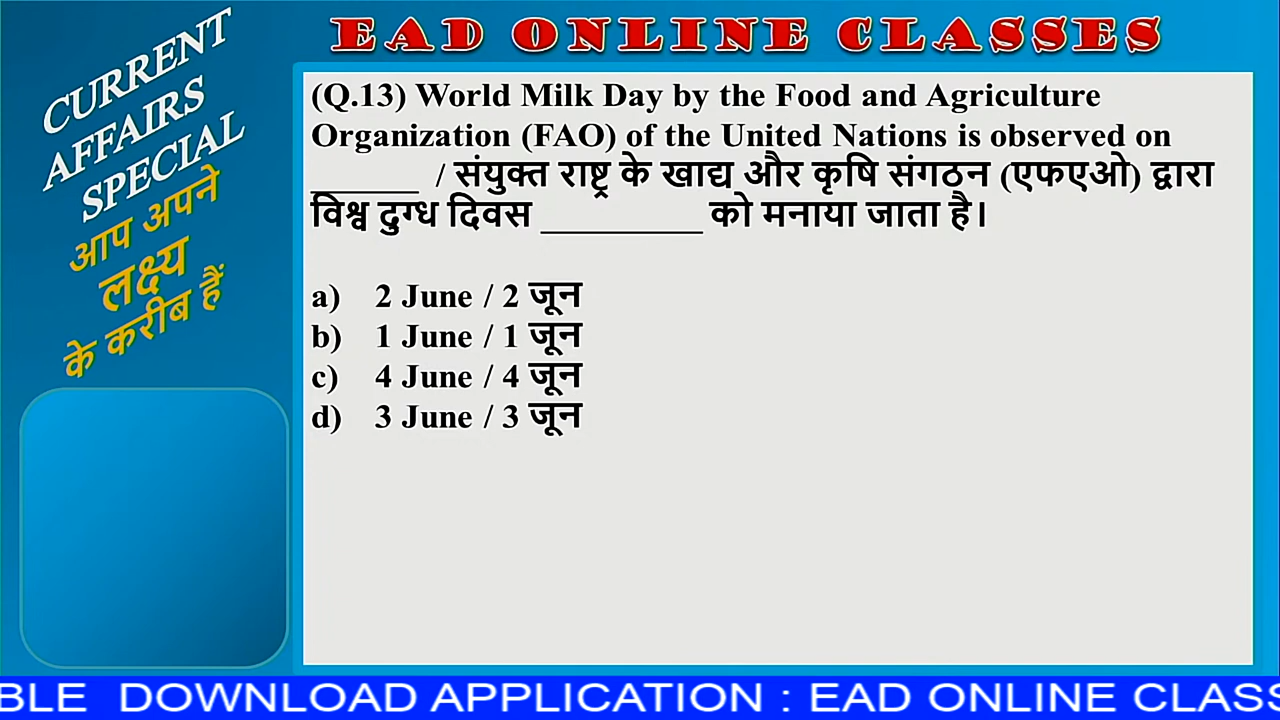 EAD ONLINE CLASSES
CURRENT
AFFAIRS
SPECIAL
आप अपने
लक्ष्य
के करीब हैं
(Q.13) World Milk Day by the Food and Agriculture
Organization (FAO) of the United Nations is observed on
_______ / संयुक्त राष्ट्र के खाद्य और कृषि संगठन (एफएओ) द्वारा
विश्व दुग्ध दिवस __________ को मनाया जाता है।
a) 2 June / 2 जून
b) 1 June / 1 जून
c) 4 June / 4 जून
d) 3 June / 3 जून
BLE DOWNLOAD APPLICATION : EAD ONLINE CLASS